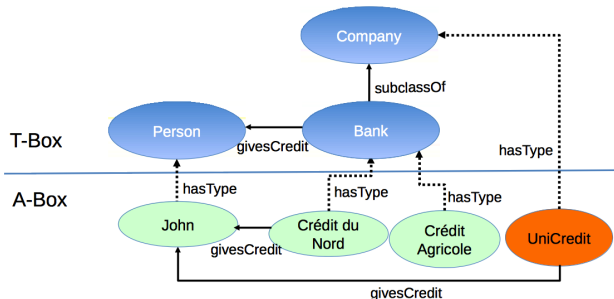 Company
subclassOf
T-Box
Person
givesCredit
Bank
hasType
A-Box
hasType
hasType
hasType
John
givesCredit
Crédit du
Nord
Crédit
Agricole
UniCredit
givesCredit